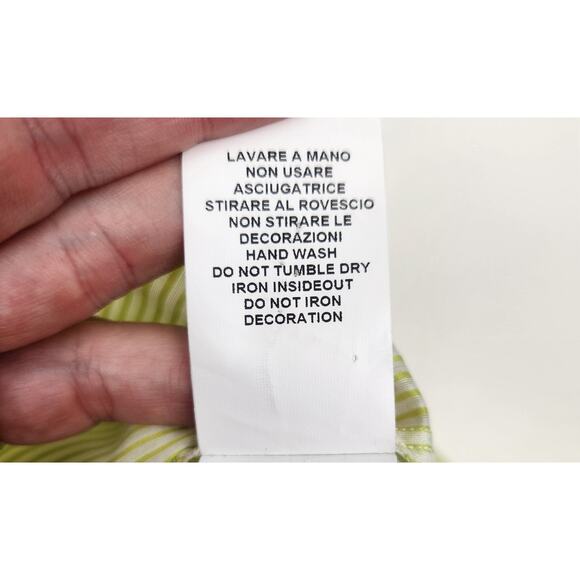 LAVARE A MANO
NON USARE
ASCIUGATRICE
STIRARE AL ROVESCIO
NON STIRARE LE
DECORAZIONI
HAND WASH
DO NOT TUMBLE DRY
IRON INSIDEOUT
DO NOT IRON
DECORATION